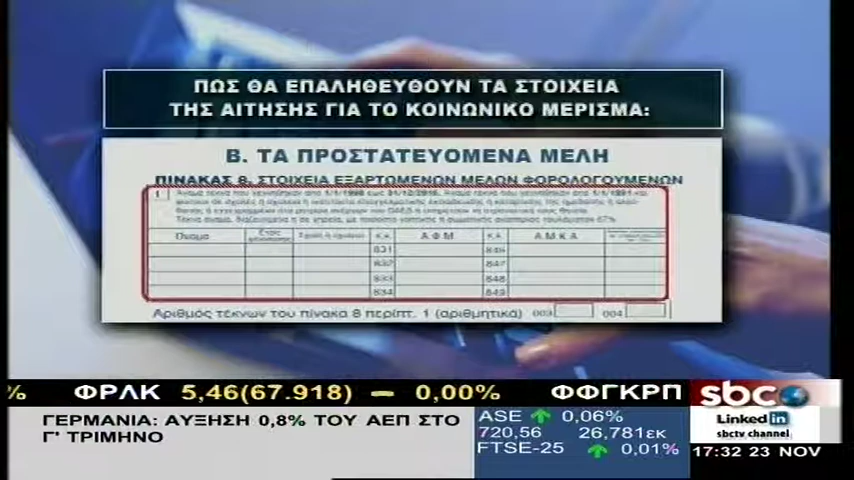 ΠΩΣ ΘΑ ΕΠΑΛΗΘΕΥΘΟΥΝ ΤΑ ΣΤΟΙΧΕΙΑ
ΤΗΣ ΑΙΤΗΣΗΣ ΓΙΑ ΤΟ ΚΟΙΝΩΝΙΚΟ ΜΕΡΙΣΜΑ:
Β. ΤΑ ΠΡΟΣΤΑΤΕΥΟΜΕΝΑ ΜΕΛΗ
ΠΙΝΑΚΑΣ 8. ΣΤΟΙΧΕΙΑ ΕΞΑΡΤΩΜΕΝΩΝ ΜΕΛΩΝ ΦΟΡΟΛΟΓΟΥΜΕΝΩΝ
Όνομα Κ.Α. Α Φ Μ Κ.Α. Α Μ Κ Α
831 846
832 847
833 848
834 849
Αριθμός τέκνων του πίνακα 8 περίπτ. 1 (αριθμητικά) 003 004
% ΦΡΛΚ 5,46(67.918) 0,00% ΦΦΓΚΡΠ
sbc
ΓΕΡΜΑΝΙΑ: ΑΥΞΗΣΗ 0,8% ΤΟΥ ΑΕΠ ΣΤΟ
Γ' ΤΡΙΜΗΝΟ
ASE 0,06%
720,56 26,781εκ
FTSE-25 0,01%
Linked in
sbctv channel
17:32 23 NOV